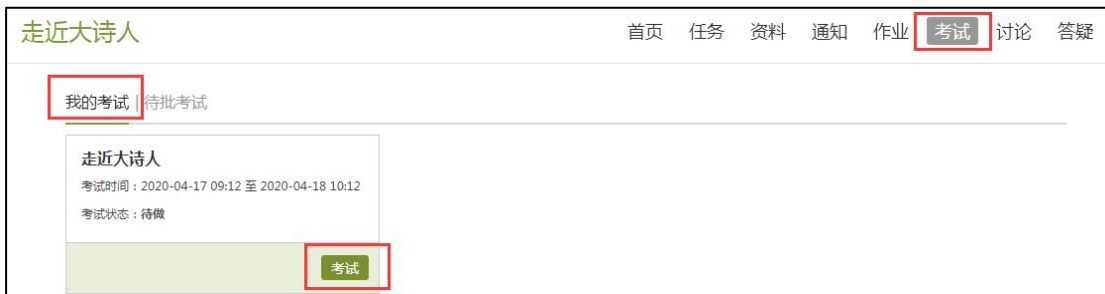 走近大诗人 首页 任务 资料 通知 作业 考试 讨论 答疑
我的考试 | 待批考试
走近大诗人
考试时间：2020-04-17 09:12 至 2020-04-18 10:12
考试状态：待做
考试